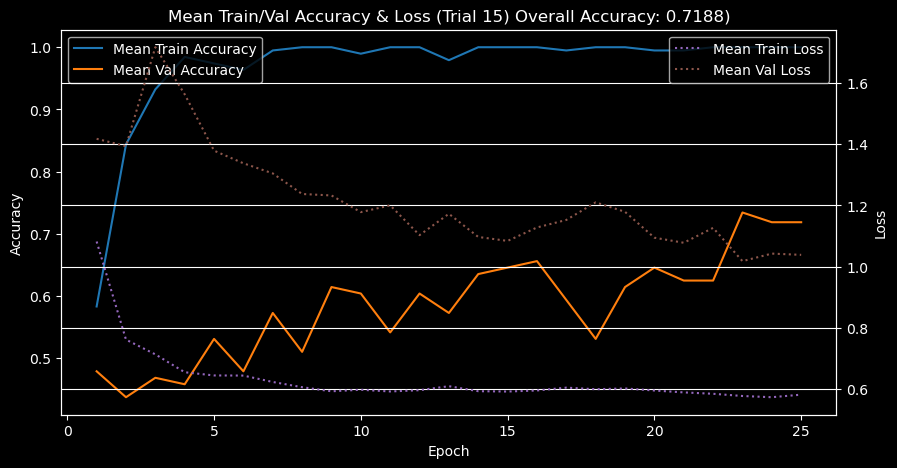 Mean Train/Val Accuracy & Loss (Trial 15) Overall Accuracy: 0.7188)
Mean Train Accuracy
Mean Val Accuracy
Mean Train Loss
Mean Val Loss
1.0
0.9
0.8
0.7
0.6
0.5
Accuracy
1.6
1.4
1.2
1.0
0.8
0.6
Loss
0 5 10 15 20 25
Epoch